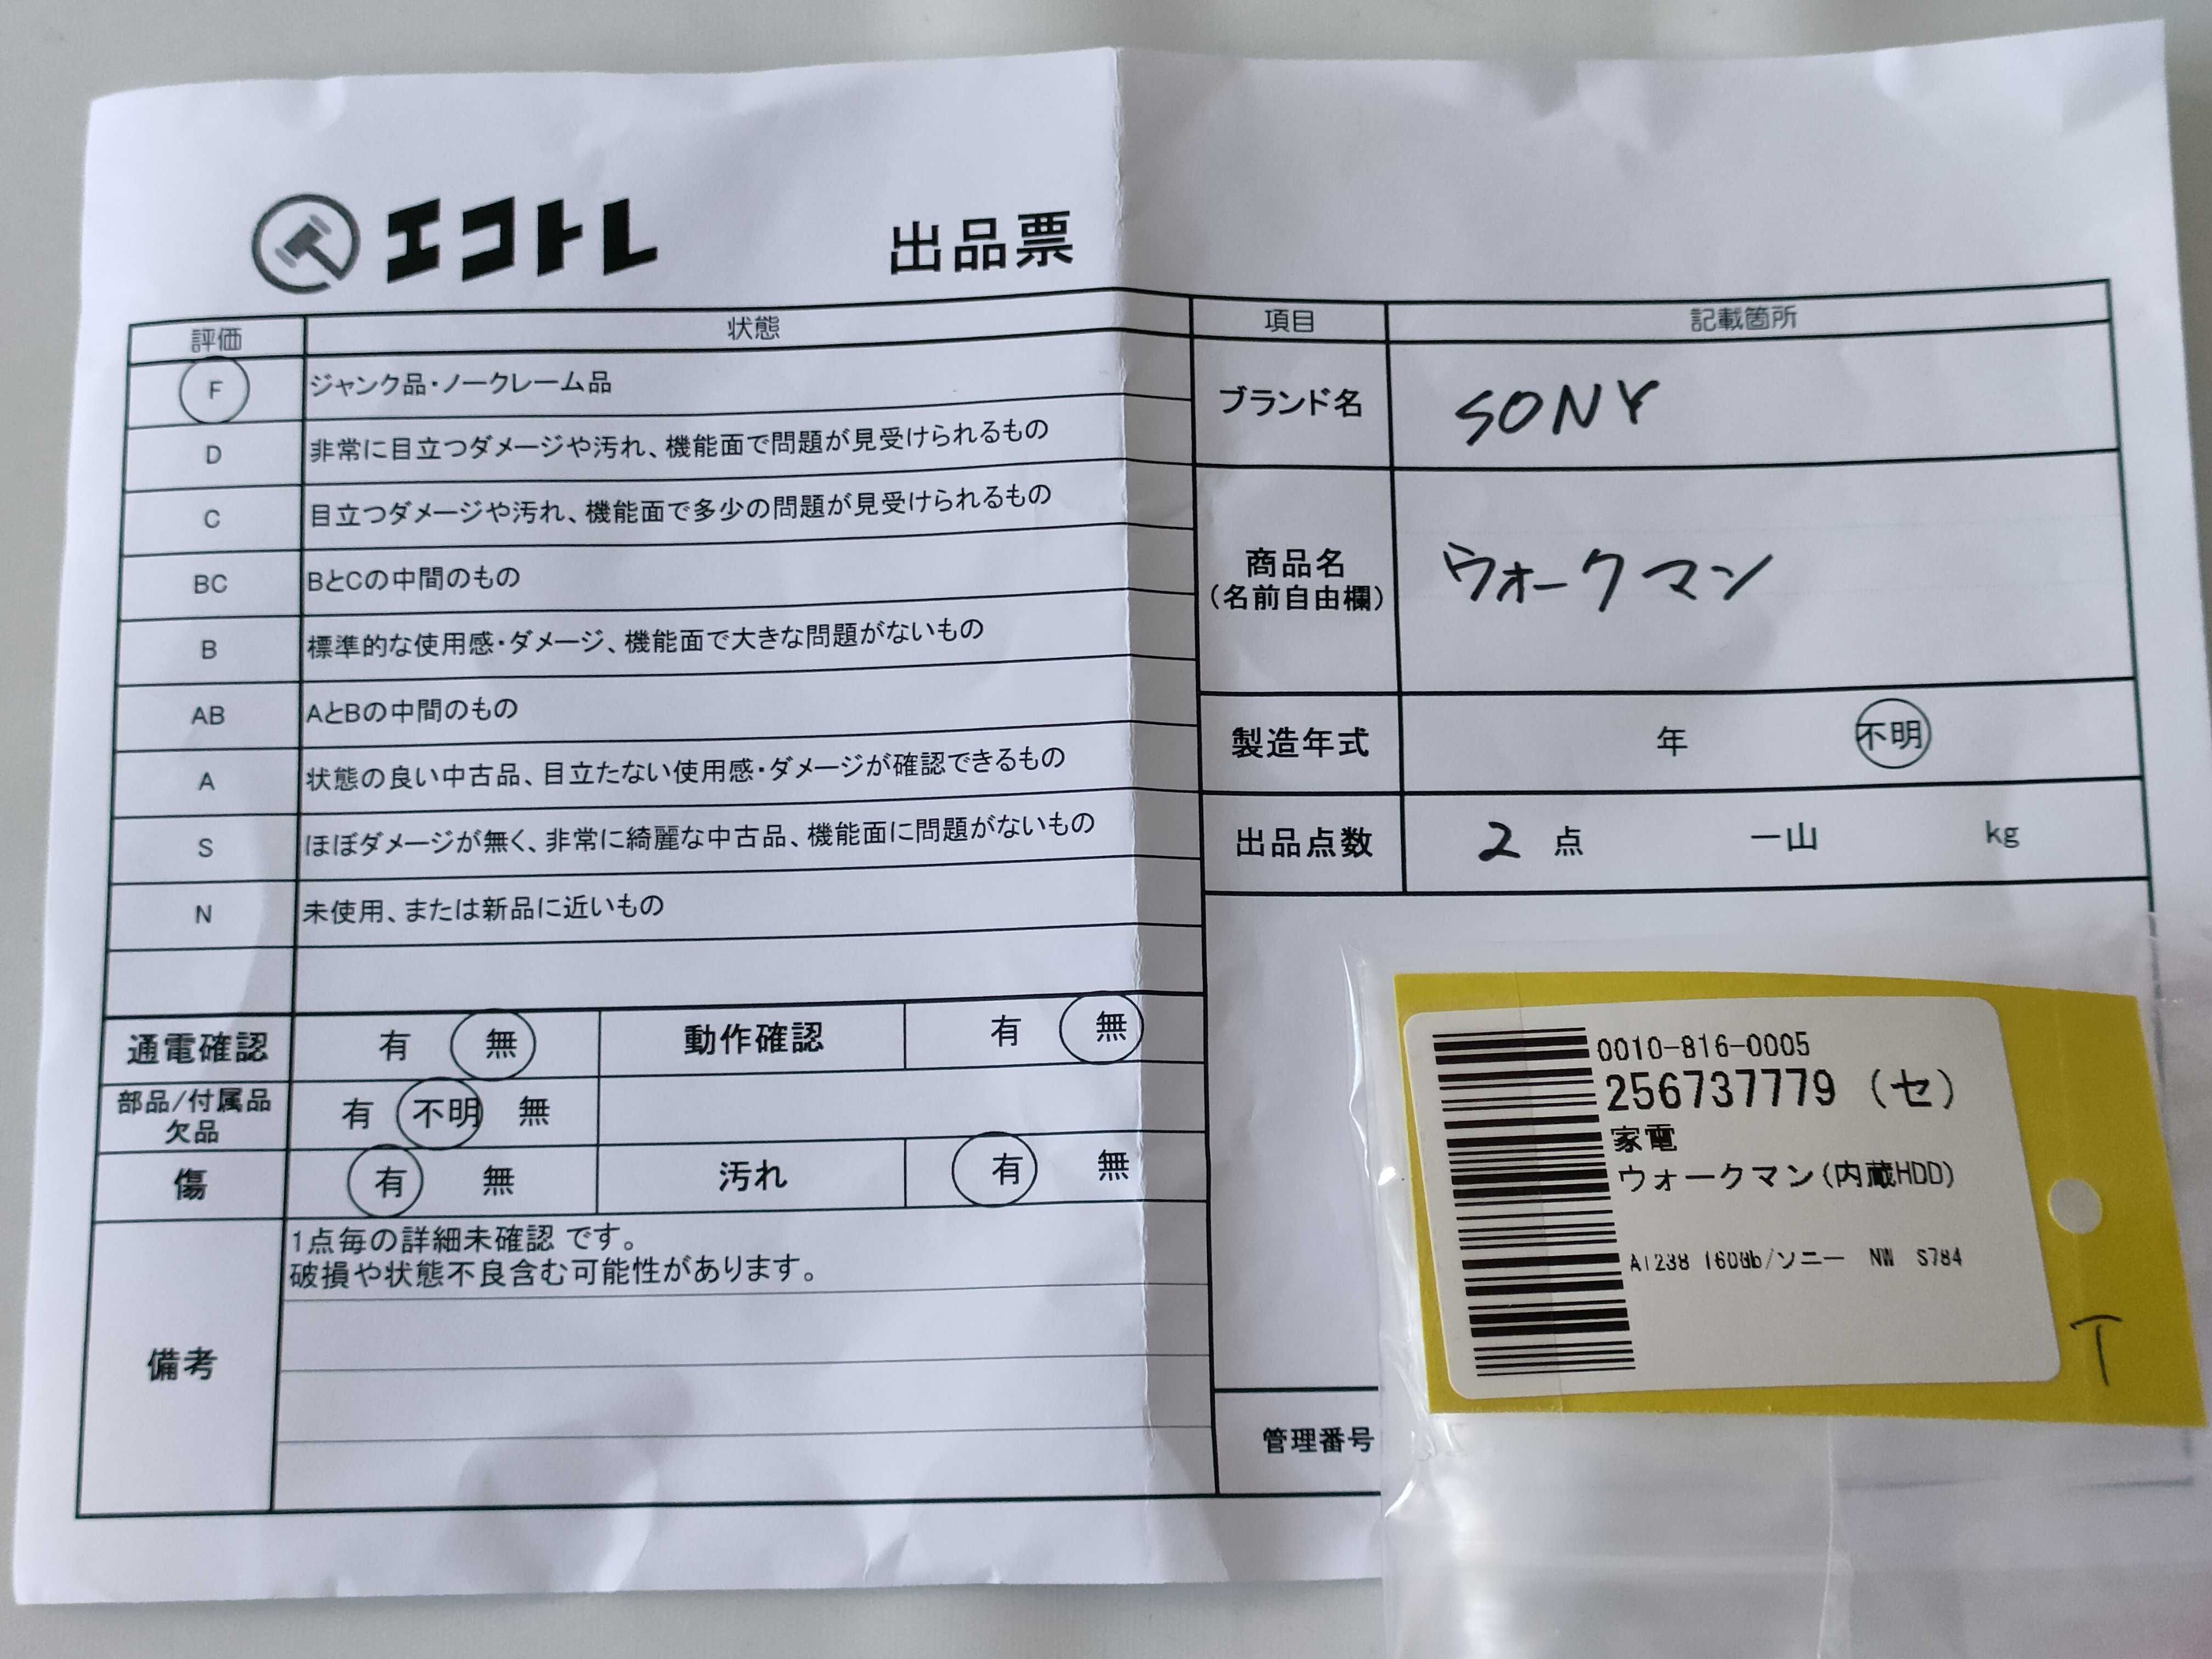 エコトレ
出品票
評価 状態
F ジャンク品・ノークレーム品
D 非常に目立つダメージや汚れ、機能面で問題が見受けられるもの
C 目立つダメージや汚れ、機能面で多少の問題が見受けられるもの
BC BとCの中間のもの
B 標準的な使用感・ダメージ、機能面で大きな問題がないもの
AB AとBの中間のもの
A 状態の良い中古品、目立たない使用感・ダメージが確認できるもの
S ほぼダメージが無く、非常に綺麗な中古品、機能面に問題がないもの
N 未使用、または新品に近いもの
通電確認 有 無 動作確認 有 無
部品/付属品
欠品 有 不明 無
傷 有 無 汚れ 有 無
備考
1点毎の詳細未確認 です。
破損や状態不良含む可能性があります。
項目 記載箇所
ブランド名 SONY
商品名
(名前自由欄)
ウォークマン
製造年式 年 不明
出品点数 2 点 一山 kg
管理番号
0010-816-0005
256737779 (セ)
家電
ウォークマン(内蔵HDD)
A1238 160Gb/ソニー NW S784
T